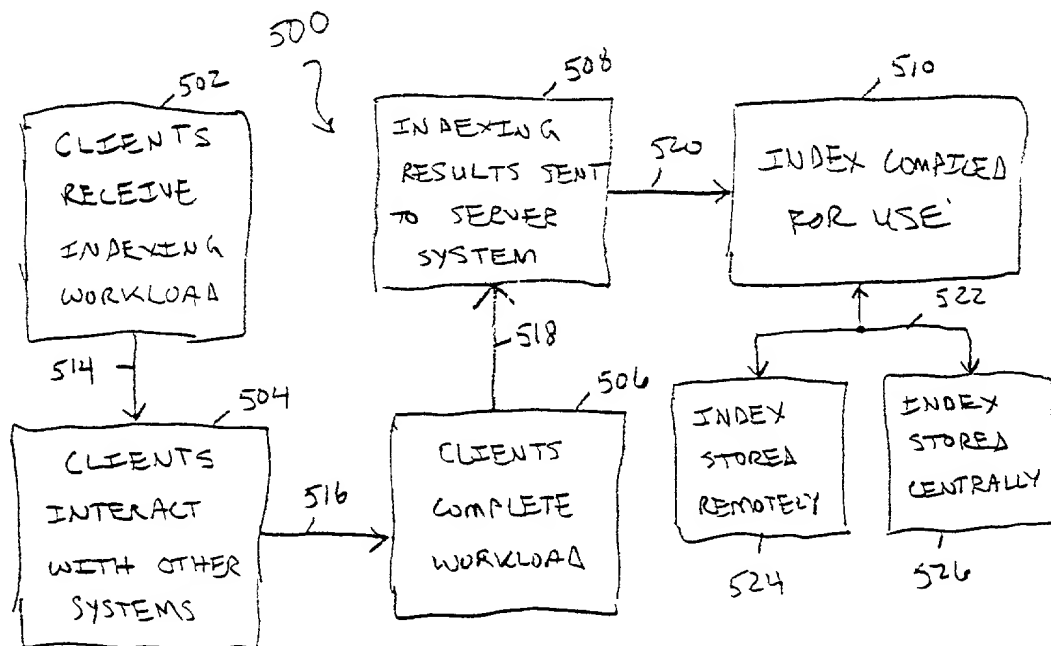 500
502
CLIENTS
RECEIVE
INDEXING
WORKLOAD
514
504
CLIENTS
INTERACT
WITH OTHER
SYSTEMS
516
506
CLIENTS
COMPLETE
WORKLOAD
518
508
INDEXING
RESULTS SENT
TO SERVER
SYSTEM
520
510
INDEX COMPILED
FOR USE
522
INDEX
STORED
REMOTELY
524
INDEX
STORED
CENTRALLY
526